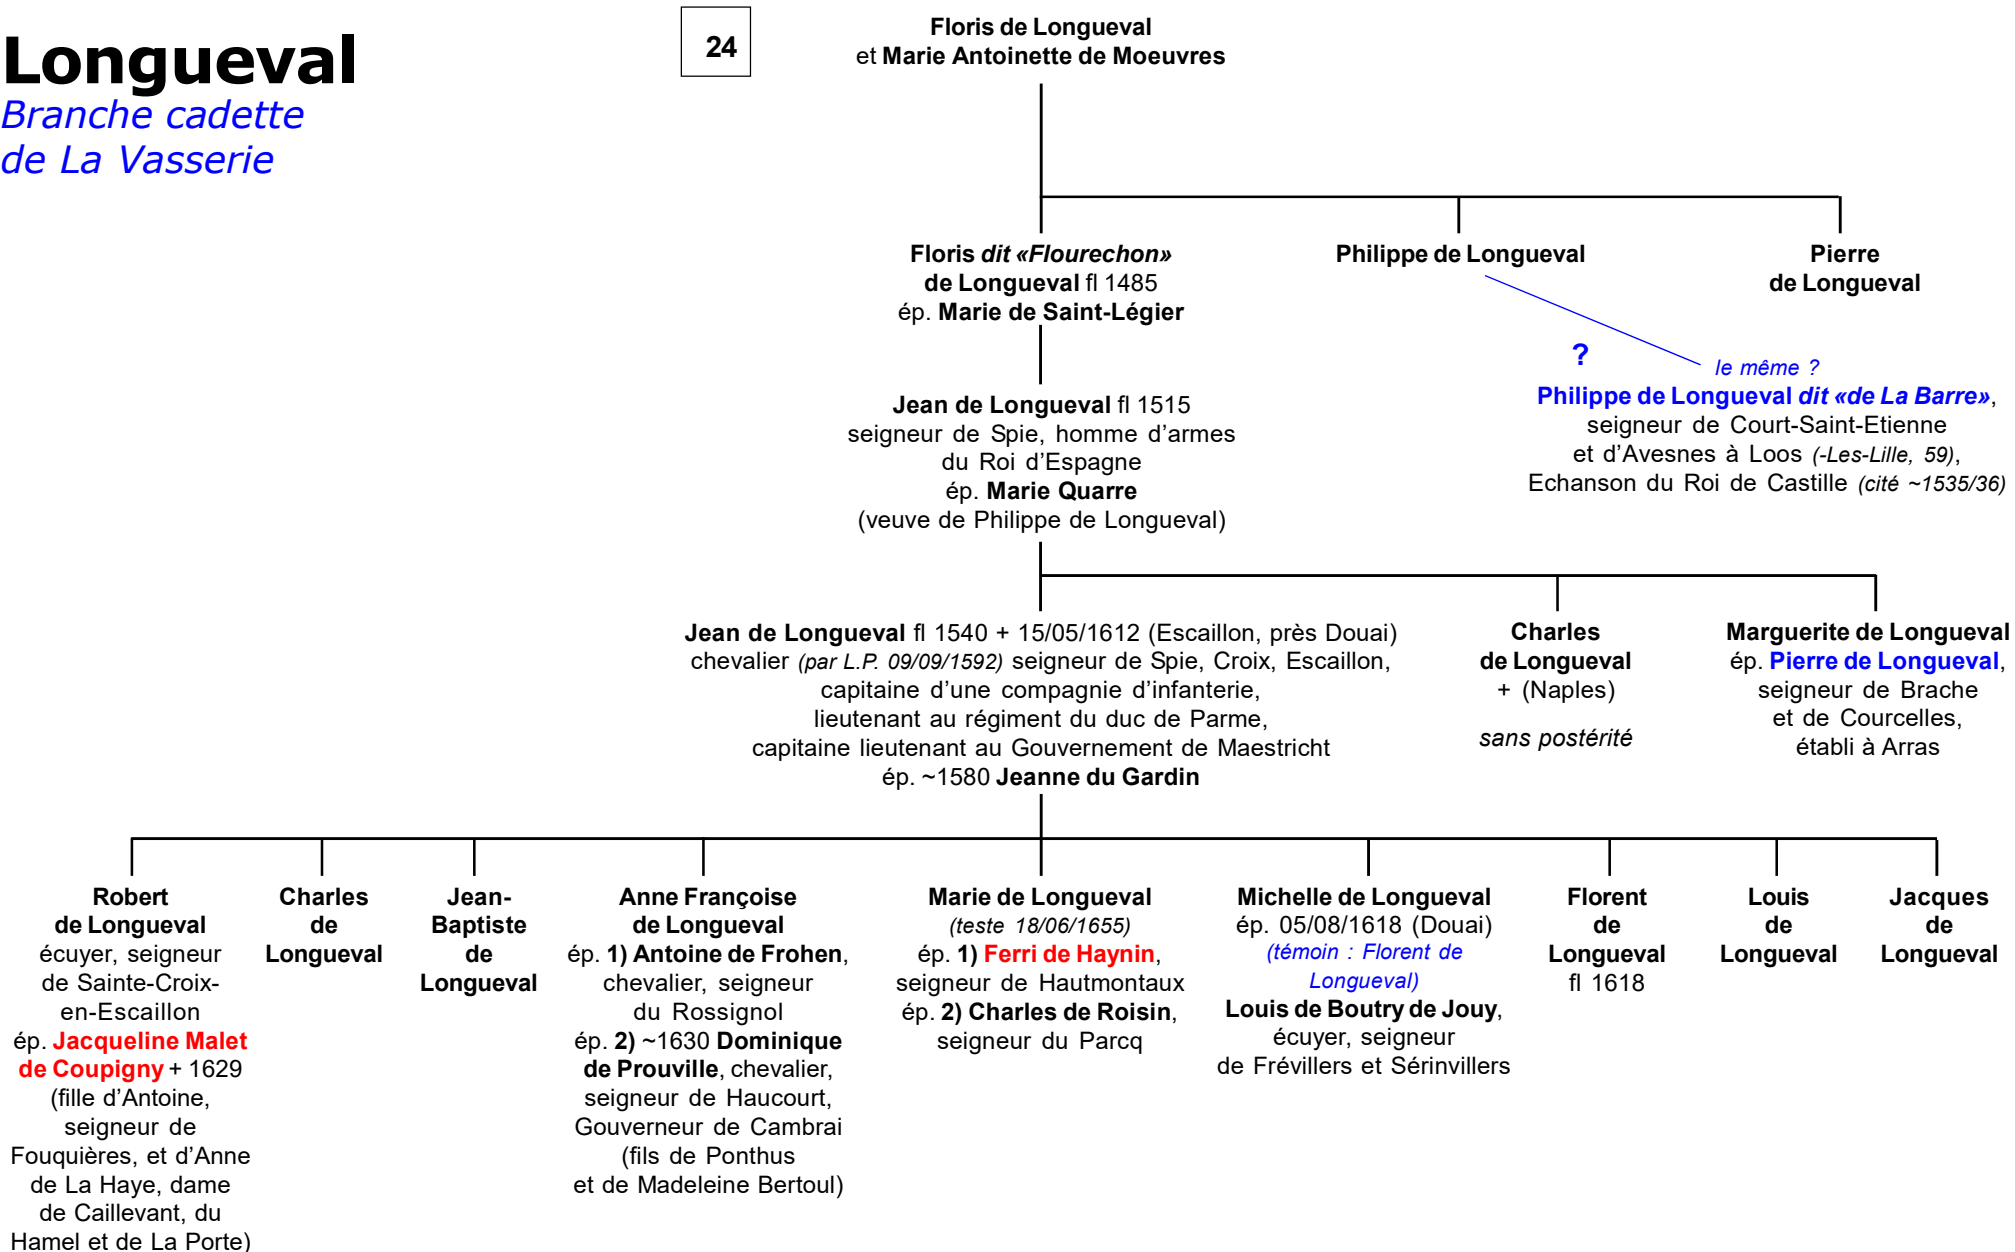 Longueval
Branche cadette
de La Vasserie
24
Floris de Longueval
et Marie Antoinette de Moeuvres
Floris dit «Flourechon»
de Longueval fl 1485
ép. Marie de Saint-Légier
Philippe de Longueval
Pierre
de Longueval
?
le même ?
Philippe de Longueval dit «de La Barre»,
seigneur de Court-Saint-Etienne
et d'Avesnes à Loos (-Les-Lille, 59),
Echanson du Roi de Castille (cité ~1535/36)
Jean de Longueval fl 1515
seigneur de Spie, homme d'armes
du Roi d'Espagne
ép. Marie Quarre
(veuve de Philippe de Longueval)
Jean de Longueval fl 1540 + 15/05/1612 (Escaillon, près Douai)
chevalier (par L.P. 09/09/1592) seigneur de Spie, Croix, Escaillon,
capitaine d'une compagnie d'infanterie,
lieutenant au régiment du duc de Parme,
capitaine lieutenant au Gouvernement de Maestricht
ép. ~1580 Jeanne du Gardin
Charles
de Longueval
+ (Naples)
sans postérité
Marguerite de Longueval
ép. Pierre de Longueval,
seigneur de Brache
et de Courcelles,
établi à Arras
Robert
de Longueval
écuyer, seigneur
de Sainte-Croix-
en-Escaillon
ép. Jacqueline Malet
de Coupigny + 1629
(fille d'Antoine,
seigneur de
Fouquières, et d'Anne
de La Haye, dame
de Caillevant, du
Hamel et de La Porte)
Charles
de
Longueval
Jean-
Baptiste
de
Longueval
Anne Françoise
de Longueval
ép. 1) Antoine de Frohen,
chevalier, seigneur
du Rossignol
ép. 2) ~1630 Dominique
de Prouville, chevalier,
seigneur de Haucourt,
Gouverneur de Cambrai
(fils de Ponthus
et de Madeleine Bertoul)
Marie de Longueval
(teste 18/06/1655)
ép. 1) Ferri de Haynin,
seigneur de Hautmontaux
ép. 2) Charles de Roisin,
seigneur du Parcq
Michelle de Longueval
ép. 05/08/1618 (Douai)
(témoin : Florent de
Longueval)
Louis de Boutry de Jouy,
écuyer, seigneur
de Frévillers et Sérinvillers
Florent
de
Longueval
fl 1618
Louis
de
Longueval
Jacques
de
Longueval